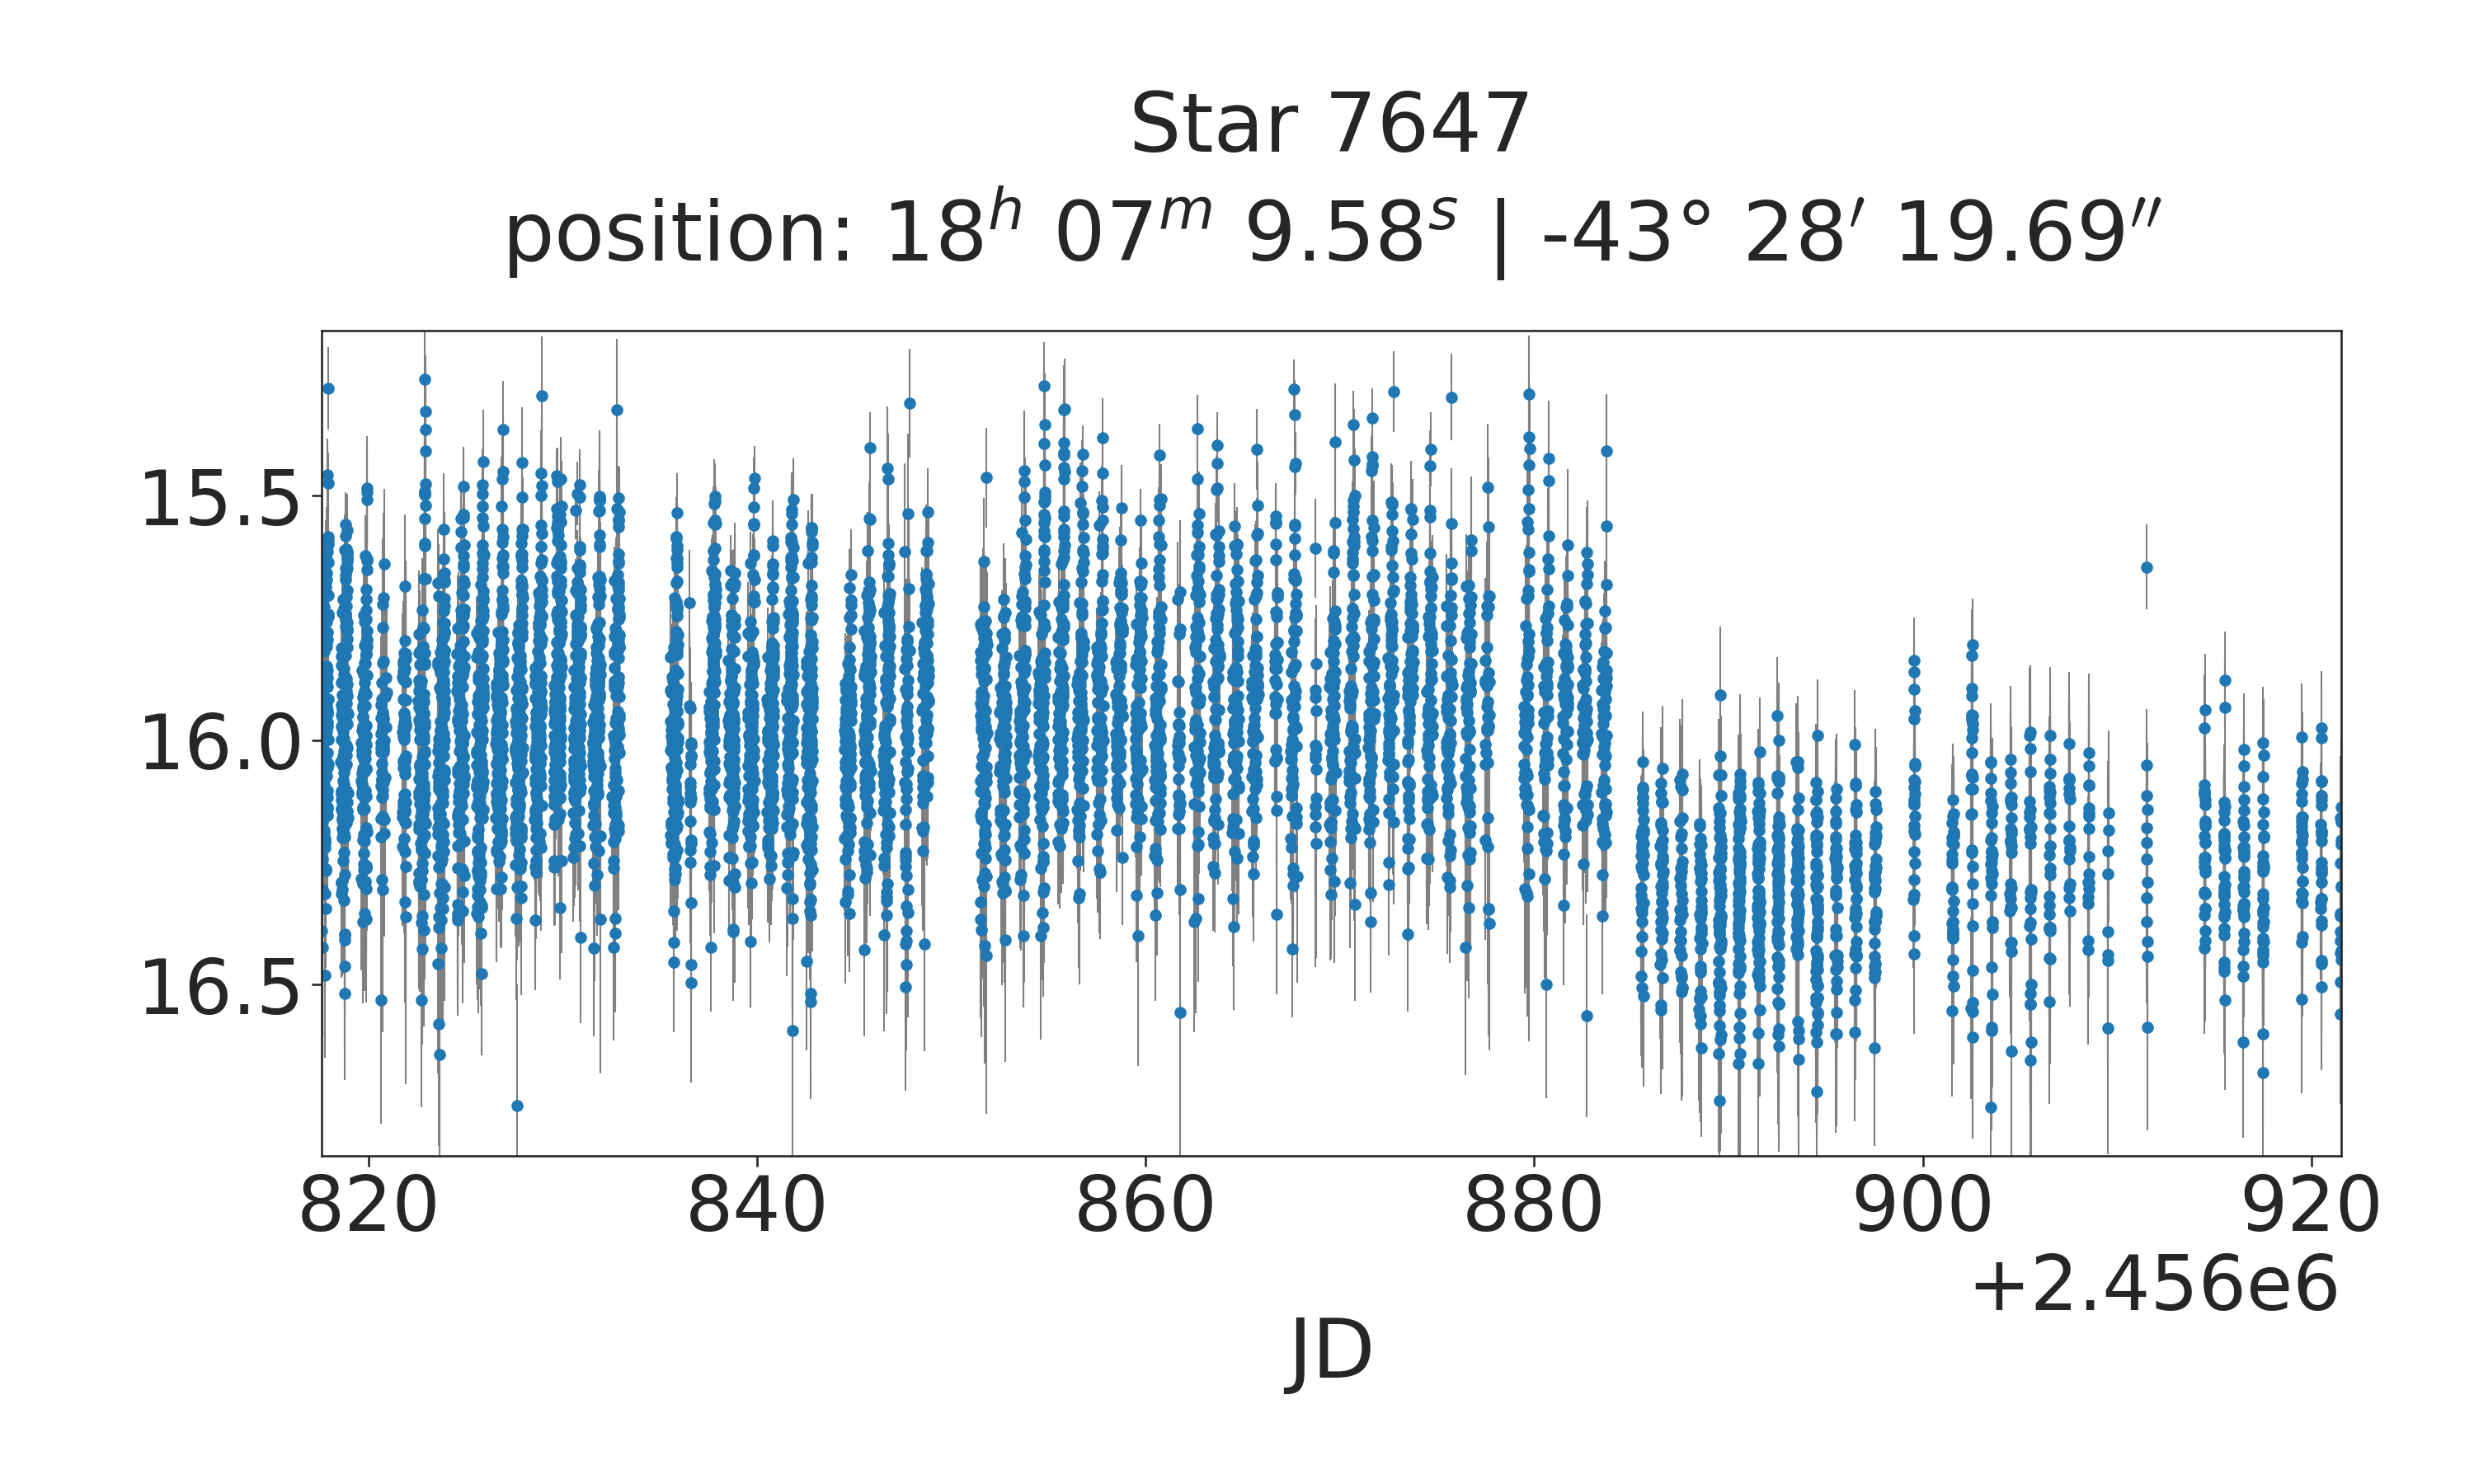 Star 7647
position: 18ʰ 07ᵐ 9.58ˢ | -43° 28′ 19.69′′
15.5
16.0
16.5
820 840 860 880 900 920
+2.456e6
JD